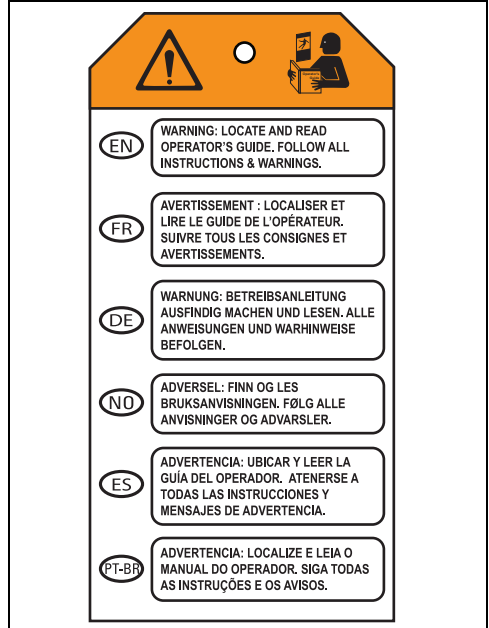 Operator's
Guide
EN
WARNING: LOCATE AND READ
OPERATOR'S GUIDE. FOLLOW ALL
INSTRUCTIONS & WARNINGS.
FR
AVERTISSEMENT : LOCALISER ET
LIRE LE GUIDE DE L'OPÉRATEUR.
SUIVRE TOUS LES CONSIGNES ET
AVERTISSEMENTS.
DE
WARNUNG: BETREIBSANLEITUNG
AUSFINDIG MACHEN UND LESEN. ALLE
ANWEISUNGEN UND WARHINWEISE
BEFOLGEN.
NO
ADVERSEL: FINN OG LES
BRUKSANVISNINGEN. FØLG ALLE
ANVISNINGER OG ADVARSLER.
ES
ADVERTENCIA: UBICAR Y LEER LA
GUÍA DEL OPERADOR. ATENERSE A
TODAS LAS INSTRUCCIONES Y
MENSAJES DE ADVERTENCIA.
PT-BR
ADVERTENCIA: LOCALIZE E LEIA O
MANUAL DO OPERADOR. SIGA TODAS
AS INSTRUÇÕES E OS AVISOS.